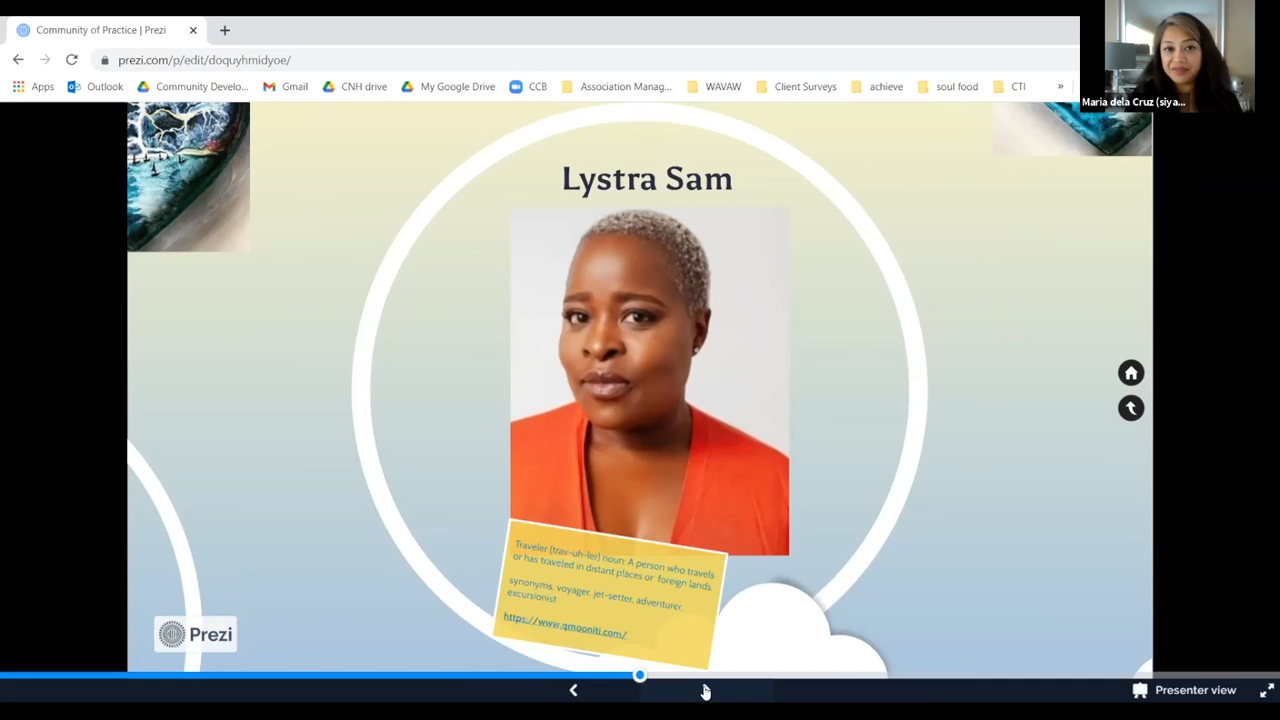 Community of Practice | Prezi
prezi.com/p/edit/doquyhmidyoe/
Apps
Outlook
Community Develo...
Gmail
CNH drive
My Google Drive
CCB
Association Manag...
WAVAW
Client Surveys
achieve
soul food
CTI
»
Maria dela Cruz (siya...
Lystra Sam
Traveler (trav-uh-ler) noun: A person who travels
or has traveled in distant places or foreign lands.
synonyms: voyager, jet-setter, adventurer,
excursionist
https://www.qmooniti.com/
Prezi
Presenter view